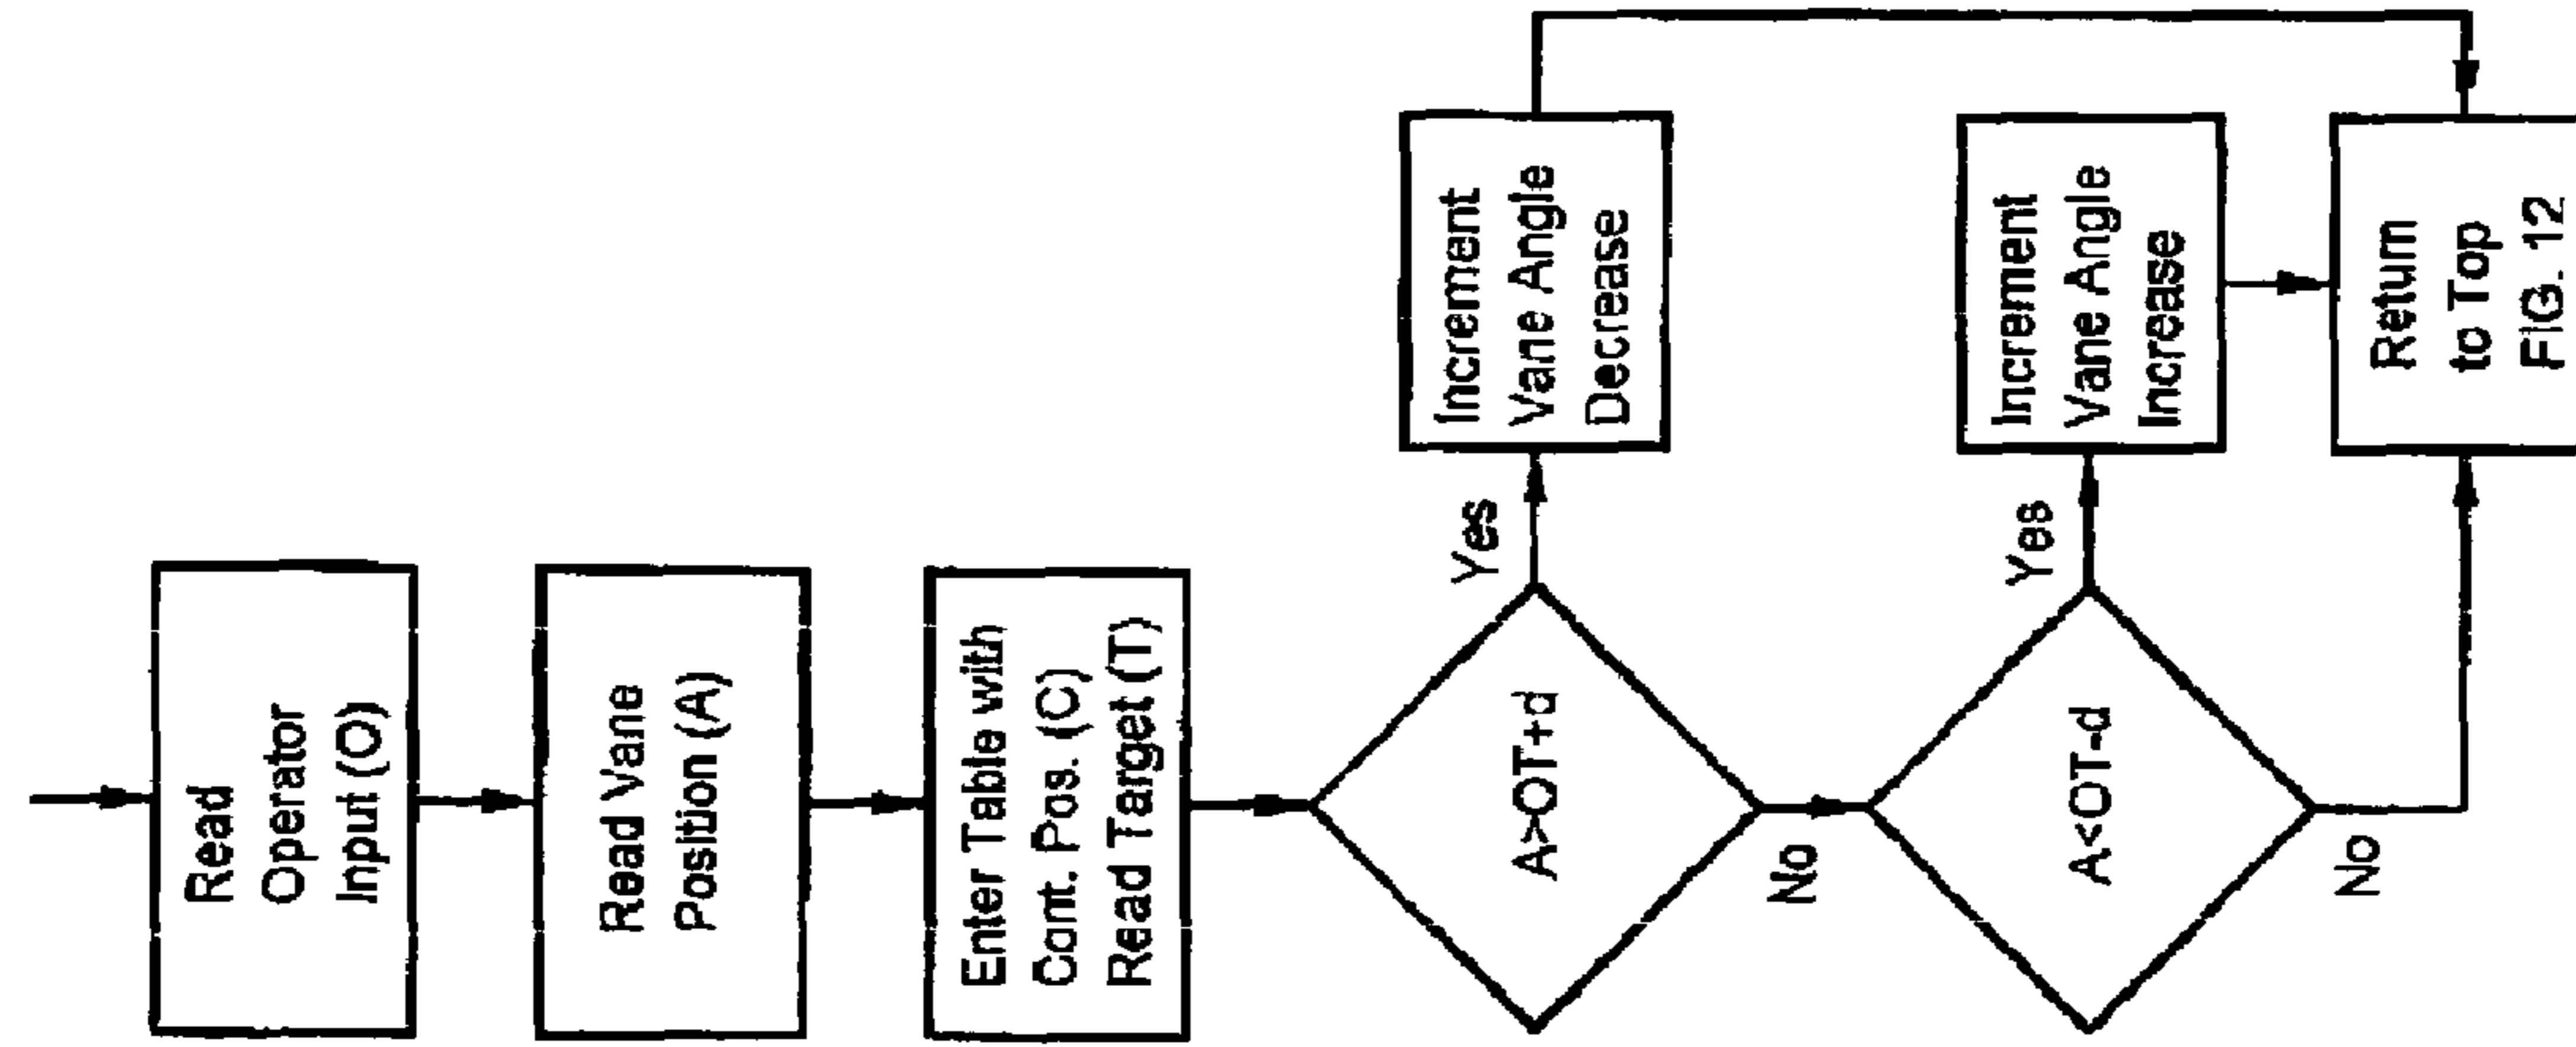 Read
Operator
Input (O)
Read Vane
Position (A)
Enter Table with
Cont. Pos. (C)
Read Target (T)
A>OT+d
Yes
Increment
Vane Angle
Decrease
No
A<OT-d
Yes
Increment
Vane Angle
Increase
No
Return
to Top
FIG. 12